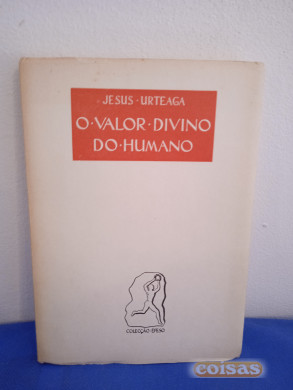 · JESUS - URTEAGA
O · VALOR · DIVINO
DO · HUMANO
COLECÇÃO · ÉFESO
coisas